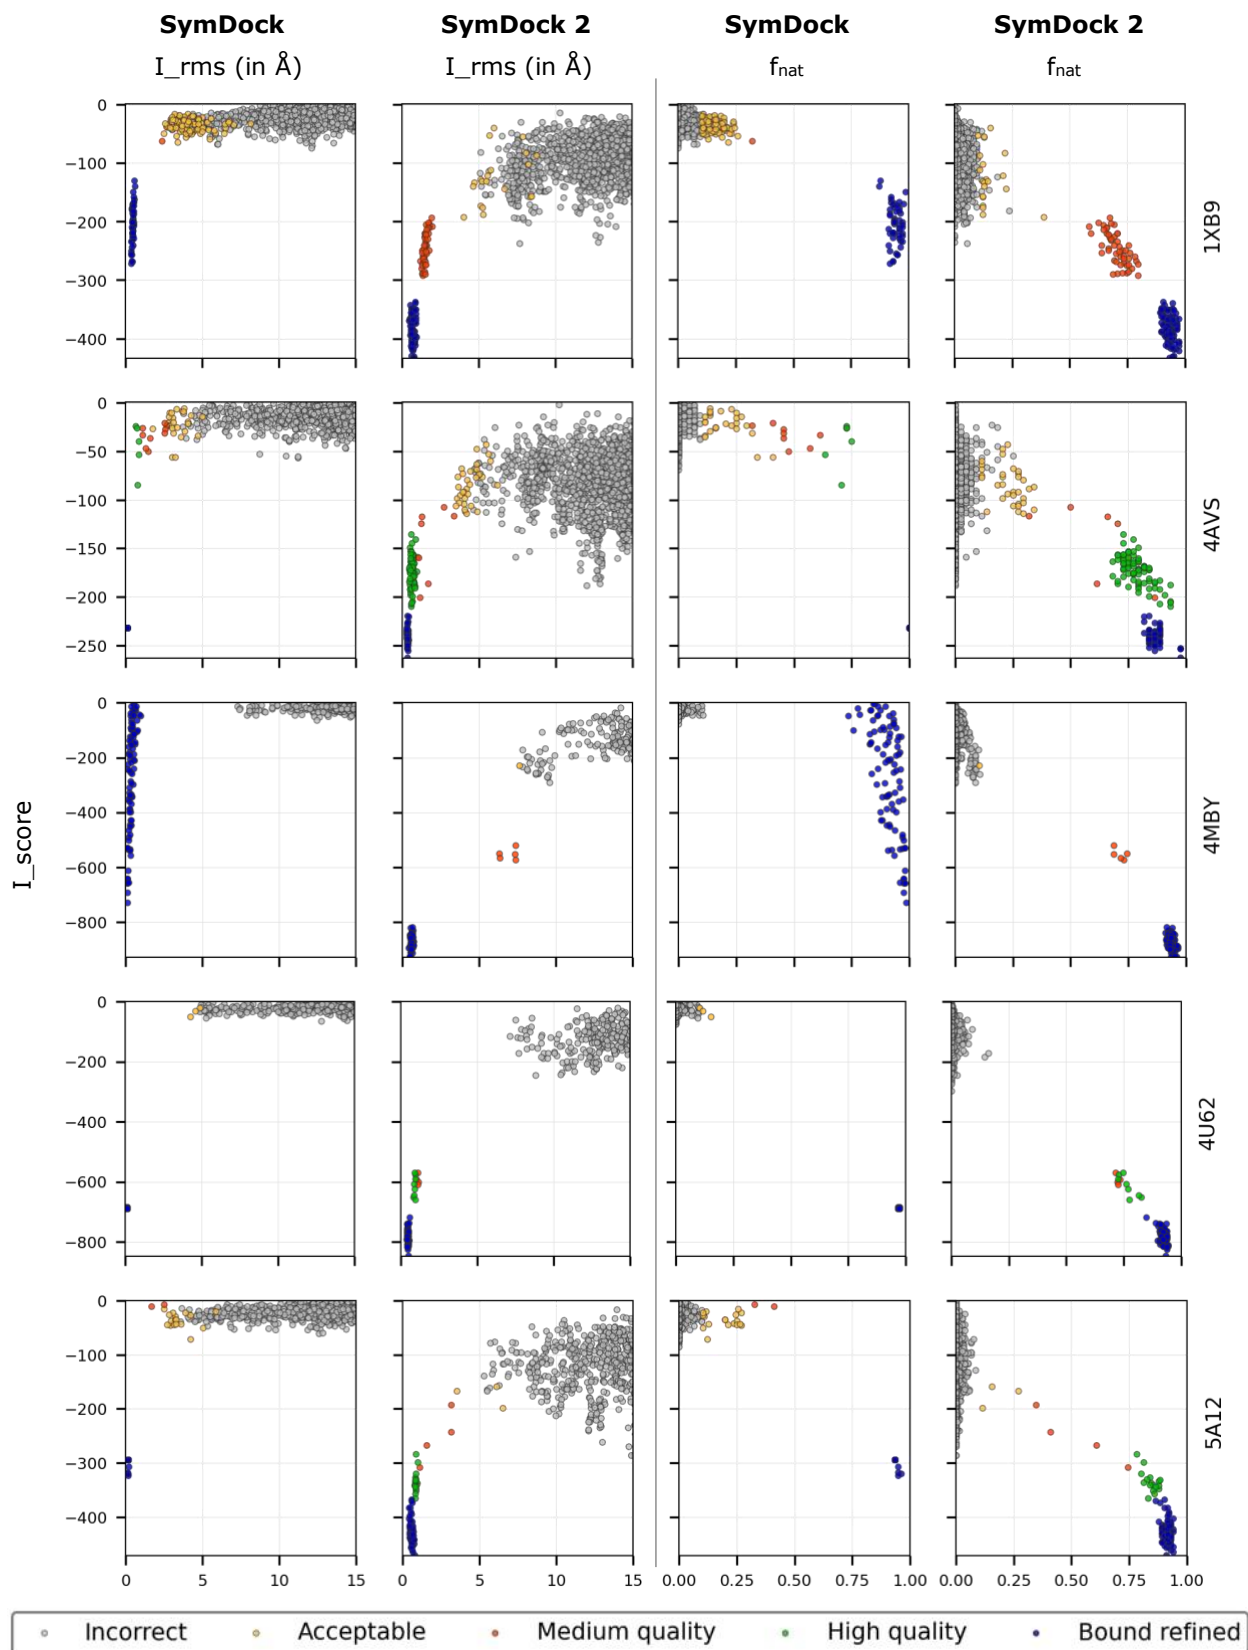 SymDock SymDock 2 SymDock SymDock 2
I_rms (in Å) I_rms (in Å) fnat fnat
0
−100
−200
−300
−400
1XB9
0
−50
−100
−150
−200
−250
4AVS
0
−200
−400
−600
−800
4MBY
I_score
0
−200
−400
−600
−800
4U62
0
−100
−200
−300
−400
5A12
0 5 10 15 0 5 10 15 0.00 0.25 0.50 0.75 1.00 0.00 0.25 0.50 0.75 1.00
Incorrect Acceptable Medium quality High quality Bound refined